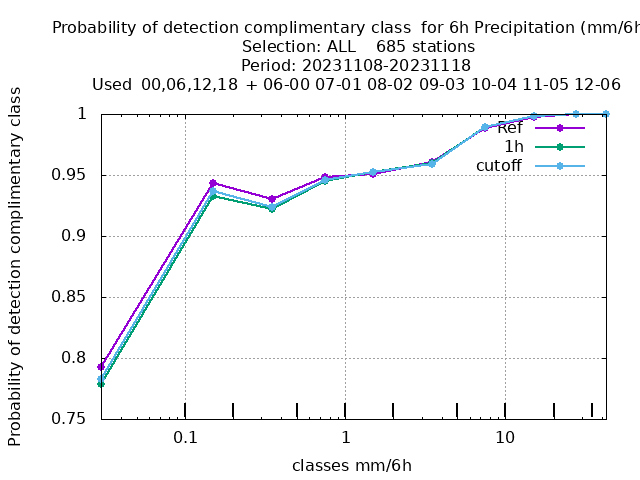 Probability of detection complimentary class  for 6h Precipitation (mm/6h
Selection: ALL    685 stations
Period: 20231108-20231118
Used  00,06,12,18  + 06-00 07-01 08-02 09-03 10-04 11-05 12-06
Probability of detection complimentary class
1
0.95
0.9
0.85
0.8
0.75
Ref
1h
cutoff
0.1
1
10
classes mm/6h